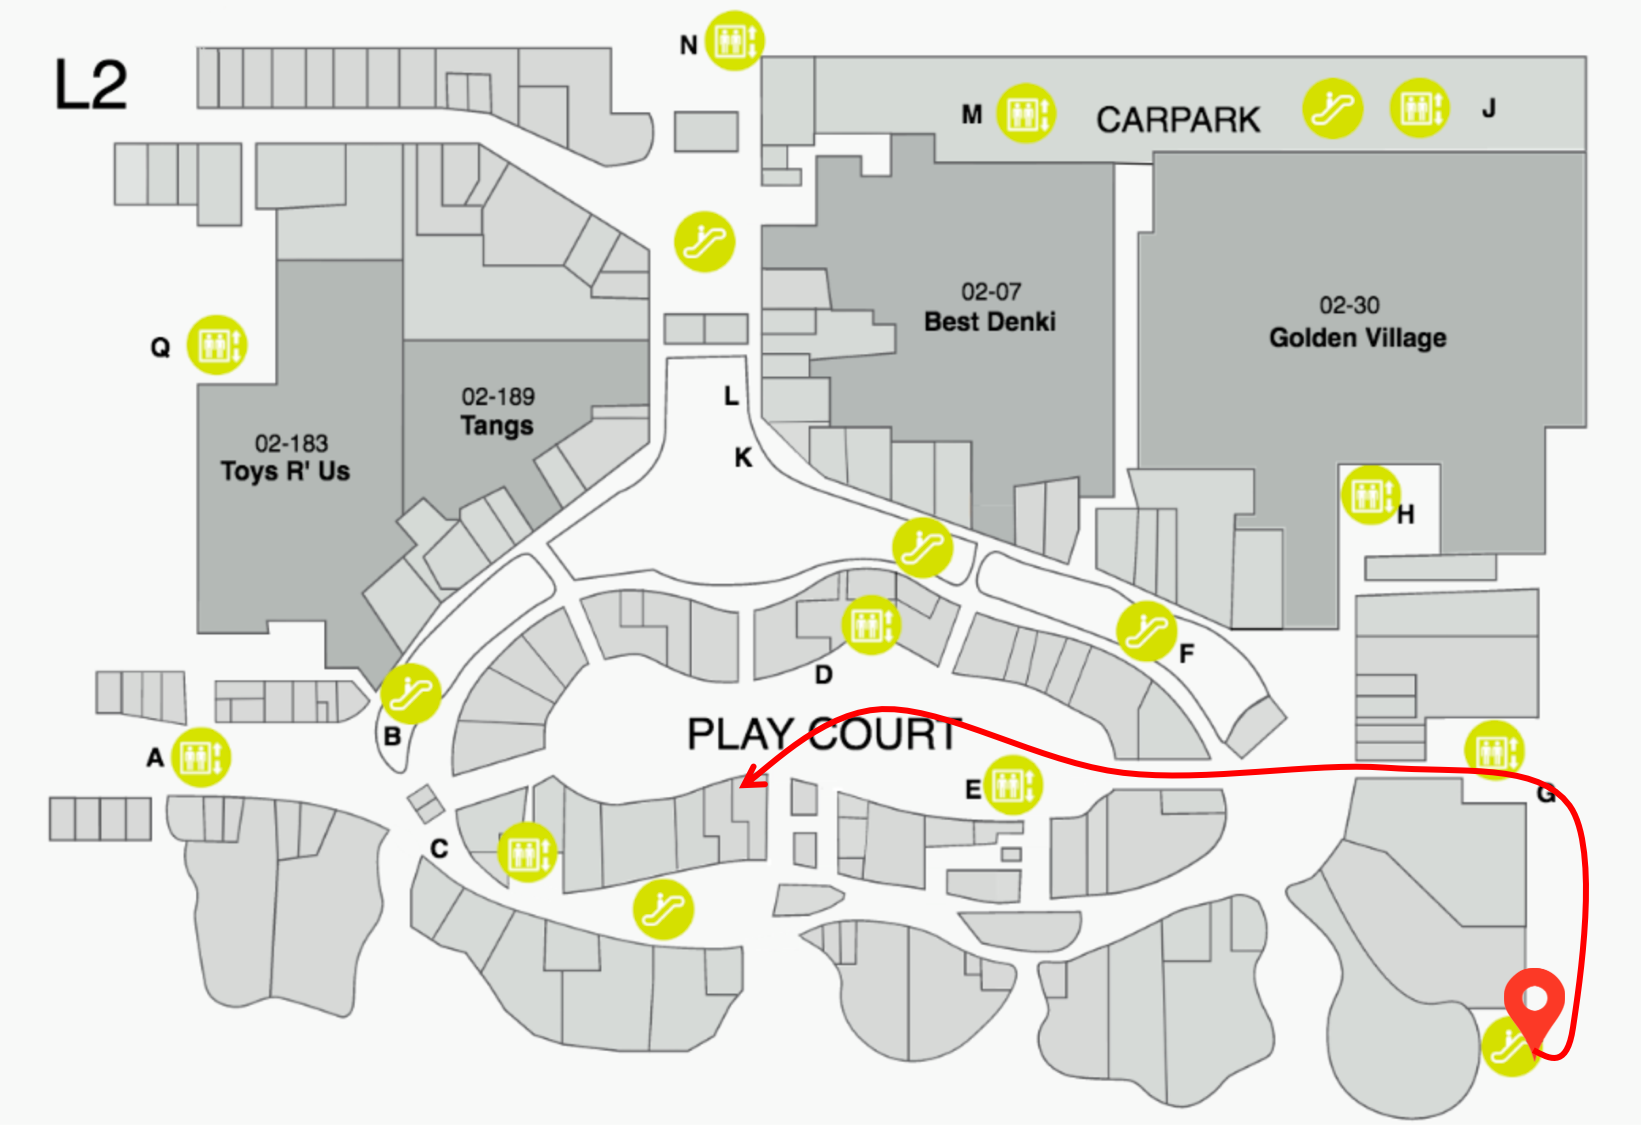 L2
N
M
CARPARK
J
02-07
Best Denki
02-30
Golden Village
Q
02-189
Tangs
L
02-183
Toys R' Us
K
H
F
D
B
PLAY COURT
A
E
G
C